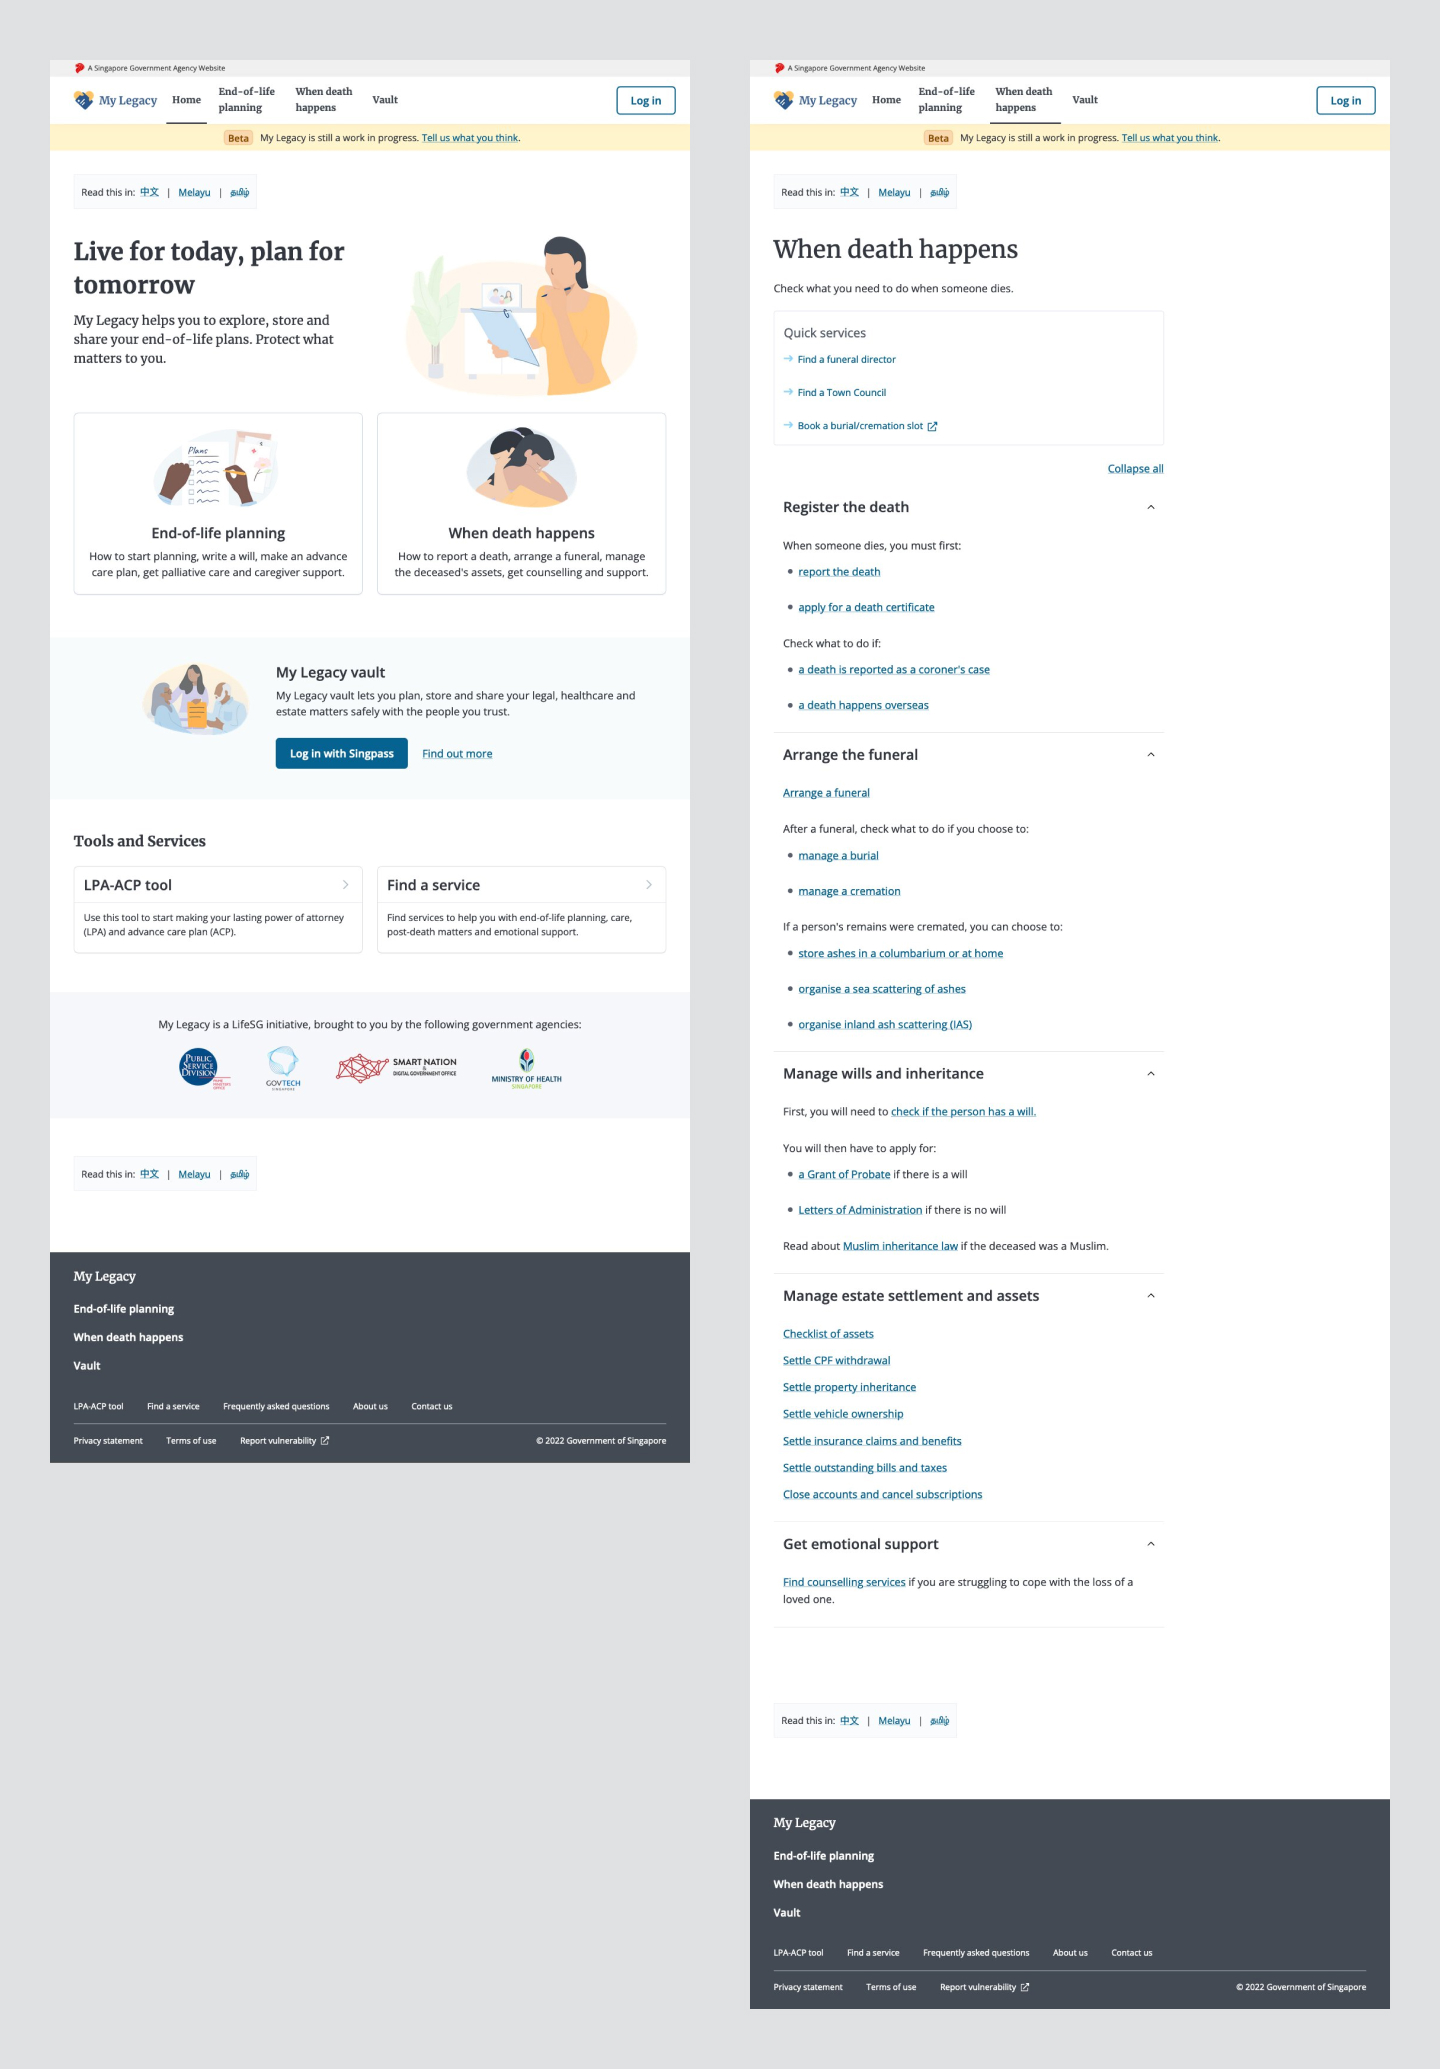 A Singapore Government Agency Website
My Legacy
Home
End-of-life
planning
When death
happens
Vault
Log in
Beta My Legacy is still a work in progress. Tell us what you think.
Read this in: 中文 | Melayu | தமிழ்
Live for today, plan for
tomorrow
My Legacy helps you to explore, store and
share your end-of-life plans. Protect what
matters to you.
Plans
End-of-life planning
How to start planning, write a will, make an advance
care plan, get palliative care and caregiver support.
When death happens
How to report a death, arrange a funeral, manage
the deceased's assets, get counselling and support.
My Legacy vault
My Legacy vault lets you plan, store and share your legal, healthcare and
estate matters safely with the people you trust.
Log in with Singpass
Find out more
Tools and Services
LPA-ACP tool
Use this tool to start making your lasting power of attorney
(LPA) and advance care plan (ACP).
Find a service
Find services to help you with end-of-life planning, care,
post-death matters and emotional support.
My Legacy is a LifeSG initiative, brought to you by the following government agencies:
PUBLIC
SERVICE
DIVISION
PRIME
MINISTER'S
OFFICE
GOVTECH
SINGAPORE
SMART NATION
&
DIGITAL GOVERNMENT OFFICE
MINISTRY OF HEALTH
SINGAPORE
Read this in: 中文 | Melayu | தமிழ்
My Legacy
End-of-life planning
When death happens
Vault
LPA-ACP tool Find a service Frequently asked questions About us Contact us
Privacy statement Terms of use Report vulnerability © 2022 Government of Singapore
A Singapore Government Agency Website
My Legacy
Home
End-of-life
planning
When death
happens
Vault
Log in
Beta My Legacy is still a work in progress. Tell us what you think.
Read this in: 中文 | Melayu | தமிழ்
When death happens
Check what you need to do when someone dies.
Quick services
Find a funeral director
Find a Town Council
Book a burial/cremation slot
Collapse all
Register the death
When someone dies, you must first:
report the death
apply for a death certificate
Check what to do if:
a death is reported as a coroner's case
a death happens overseas
Arrange the funeral
Arrange a funeral
After a funeral, check what to do if you choose to:
manage a burial
manage a cremation
If a person's remains were cremated, you can choose to:
store ashes in a columbarium or at home
organise a sea scattering of ashes
organise inland ash scattering (IAS)
Manage wills and inheritance
First, you will need to check if the person has a will.
You will then have to apply for:
a Grant of Probate if there is a will
Letters of Administration if there is no will
Read about Muslim inheritance law if the deceased was a Muslim.
Manage estate settlement and assets
Checklist of assets
Settle CPF withdrawal
Settle property inheritance
Settle vehicle ownership
Settle insurance claims and benefits
Settle outstanding bills and taxes
Close accounts and cancel subscriptions
Get emotional support
Find counselling services if you are struggling to cope with the loss of a
loved one.
Read this in: 中文 | Melayu | தமிழ்
My Legacy
End-of-life planning
When death happens
Vault
LPA-ACP tool Find a service Frequently asked questions About us Contact us
Privacy statement Terms of use Report vulnerability © 2022 Government of Singapore